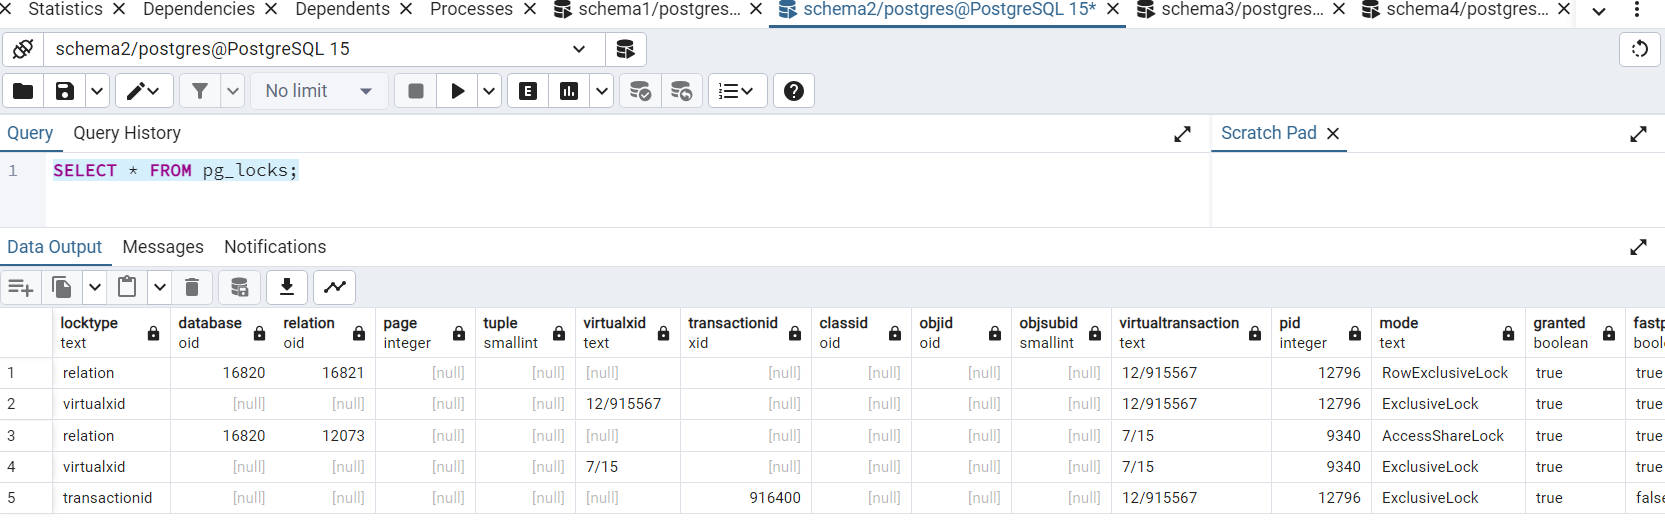 Statistics Dependencies Dependents Processes schema1/postgres... schema2/postgres@PostgreSQL 15* schema3/postgres... schema4/postgres...
schema2/postgres@PostgreSQL 15
No limit E
Query Query History Scratch Pad
1 SELECT * FROM pg_locks;
Data Output Messages Notifications
locktype database relation page tuple virtualxid transactionid classid objid objsubid virtualtransaction pid mode granted fastp
text oid oid integer smallint text xid oid oid smallint text integer text boolean bool
1 relation 16820 16821 [null] [null] [null] [null] [null] [null] [null] 12/915567 12796 RowExclusiveLock true true
2 virtualxid [null] [null] [null] [null] 12/915567 [null] [null] [null] [null] 12/915567 12796 ExclusiveLock true true
3 relation 16820 12073 [null] [null] [null] [null] [null] [null] [null] 7/15 9340 AccessShareLock true true
4 virtualxid [null] [null] [null] [null] 7/15 [null] [null] [null] [null] 7/15 9340 ExclusiveLock true true
5 transactionid [null] [null] [null] [null] [null] 916400 [null] [null] [null] 12/915567 12796 ExclusiveLock true false